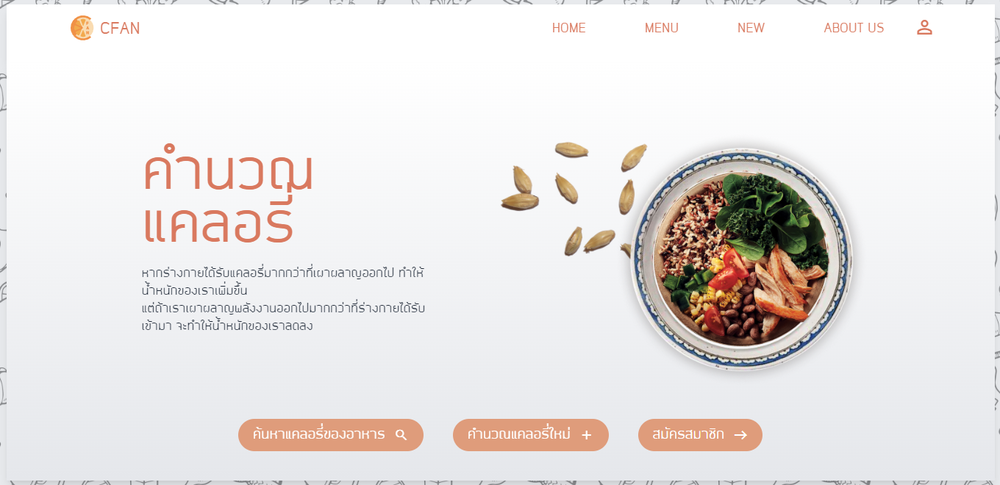 CFAN
HOME
MENU
NEW
ABOUT US
คำนวณ
แคลอรี่
หากร่างกายได้รับแคลอรี่มากกว่าที่เผาผลาญออกไป ทำให้
น้ำหนักของเราเพิ่มขึ้น
แต่ถ้าเราเผาผลาญพลังงานออกไปมากกว่าที่ร่างกายได้รับ
เข้ามา จะทำให้น้ำหนักของเราลดลง
ค้นหาแคลอรี่ของอาหาร
คำนวณแคลอรี่ใหม่
สมัครสมาชิก